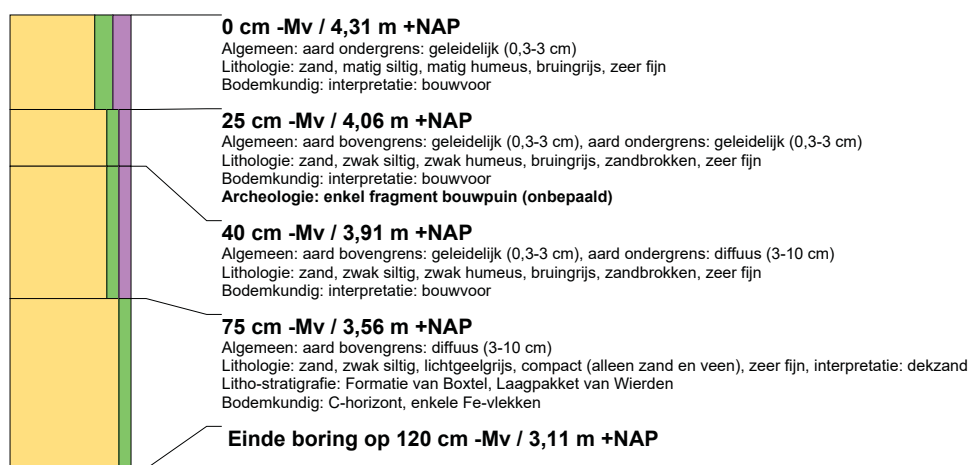 0 cm -Mv / 4,31 m +NAP
Algemeen: aard ondergrens: geleidelijk (0,3-3 cm)
Lithologie: zand, matig siltig, matig humeus, bruingrijs, zeer fijn
Bodemkundig: interpretatie: bouwvoor
25 cm -Mv / 4,06 m +NAP
Algemeen: aard bovengrens: geleidelijk (0,3-3 cm), aard ondergrens: geleidelijk (0,3-3 cm)
Lithologie: zand, zwak siltig, zwak humeus, bruingrijs, zandbrokken, zeer fijn
Bodemkundig: interpretatie: bouwvoor
Archeologie: enkel fragment bouwpuin (onbepaald)
40 cm -Mv / 3,91 m +NAP
Algemeen: aard bovengrens: geleidelijk (0,3-3 cm), aard ondergrens: diffuus (3-10 cm)
Lithologie: zand, zwak siltig, zwak humeus, bruingrijs, zandbrokken, zeer fijn
Bodemkundig: interpretatie: bouwvoor
75 cm -Mv / 3,56 m +NAP
Algemeen: aard bovengrens: diffuus (3-10 cm)
Lithologie: zand, zwak siltig, lichtgeelgrijs, compact (alleen zand en veen), zeer fijn, interpretatie: dekzand
Litho-stratigrafie: Formatie van Boxtel, Laagpakket van Wierden
Bodemkundig: C-horizont, enkele Fe-vlekken
Einde boring op 120 cm -Mv / 3,11 m +NAP